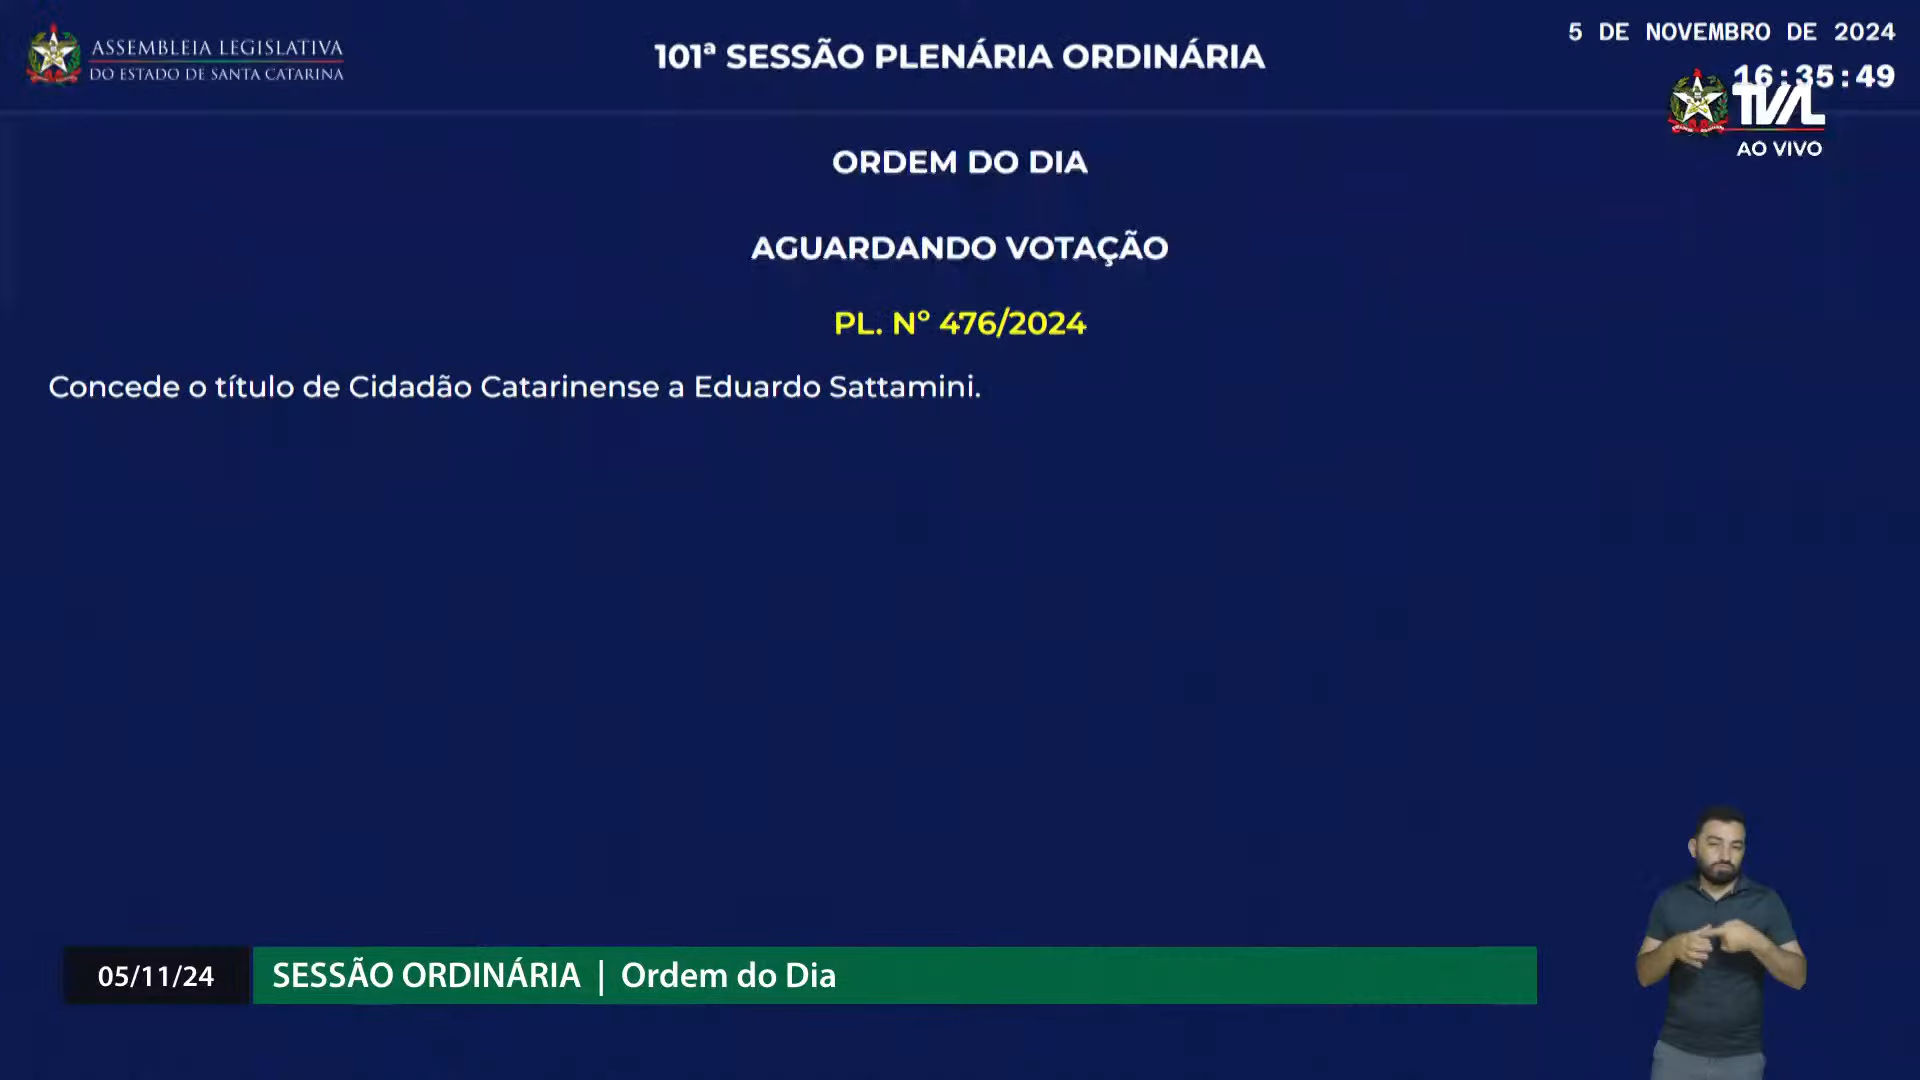 ASSEMBLEIA LEGISLATIVA
DO ESTADO DE SANTA CATARINA
101ª SESSÃO PLENÁRIA ORDINÁRIA
5 DE NOVEMBRO DE 2024
16:35:49
TVAL
AO VIVO
ORDEM DO DIA
AGUARDANDO VOTAÇÃO
PL. Nº 476/2024
Concede o título de Cidadão Catarinense a Eduardo Sattamini.
05/11/24
SESSÃO ORDINÁRIA | Ordem do Dia